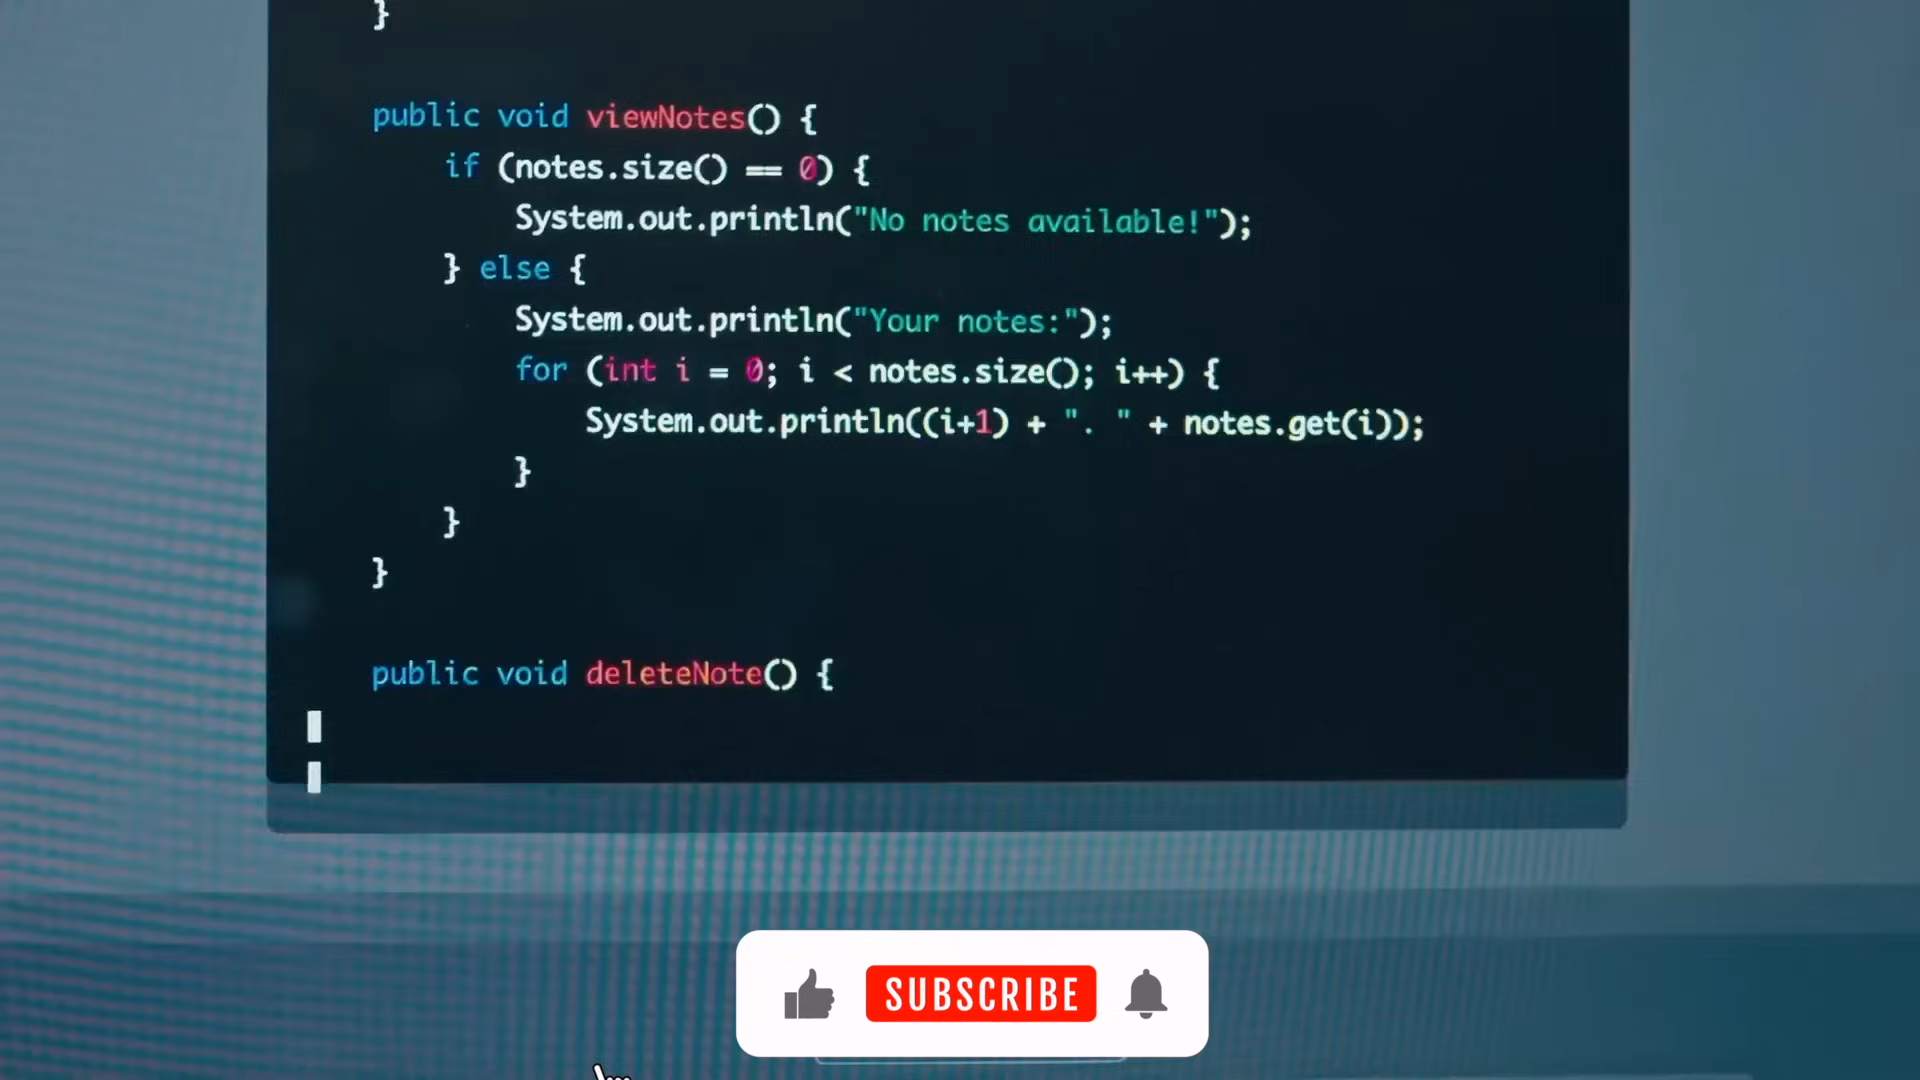 }
public void viewNotes() {
if (notes.size() == 0) {
System.out.println("No notes available!");
} else {
System.out.println("Your notes:");
for (int i = 0; i < notes.size(); i++) {
System.out.println((i+1) + ". " + notes.get(i));
}
}
}
public void deleteNote() {
SUBSCRIBE